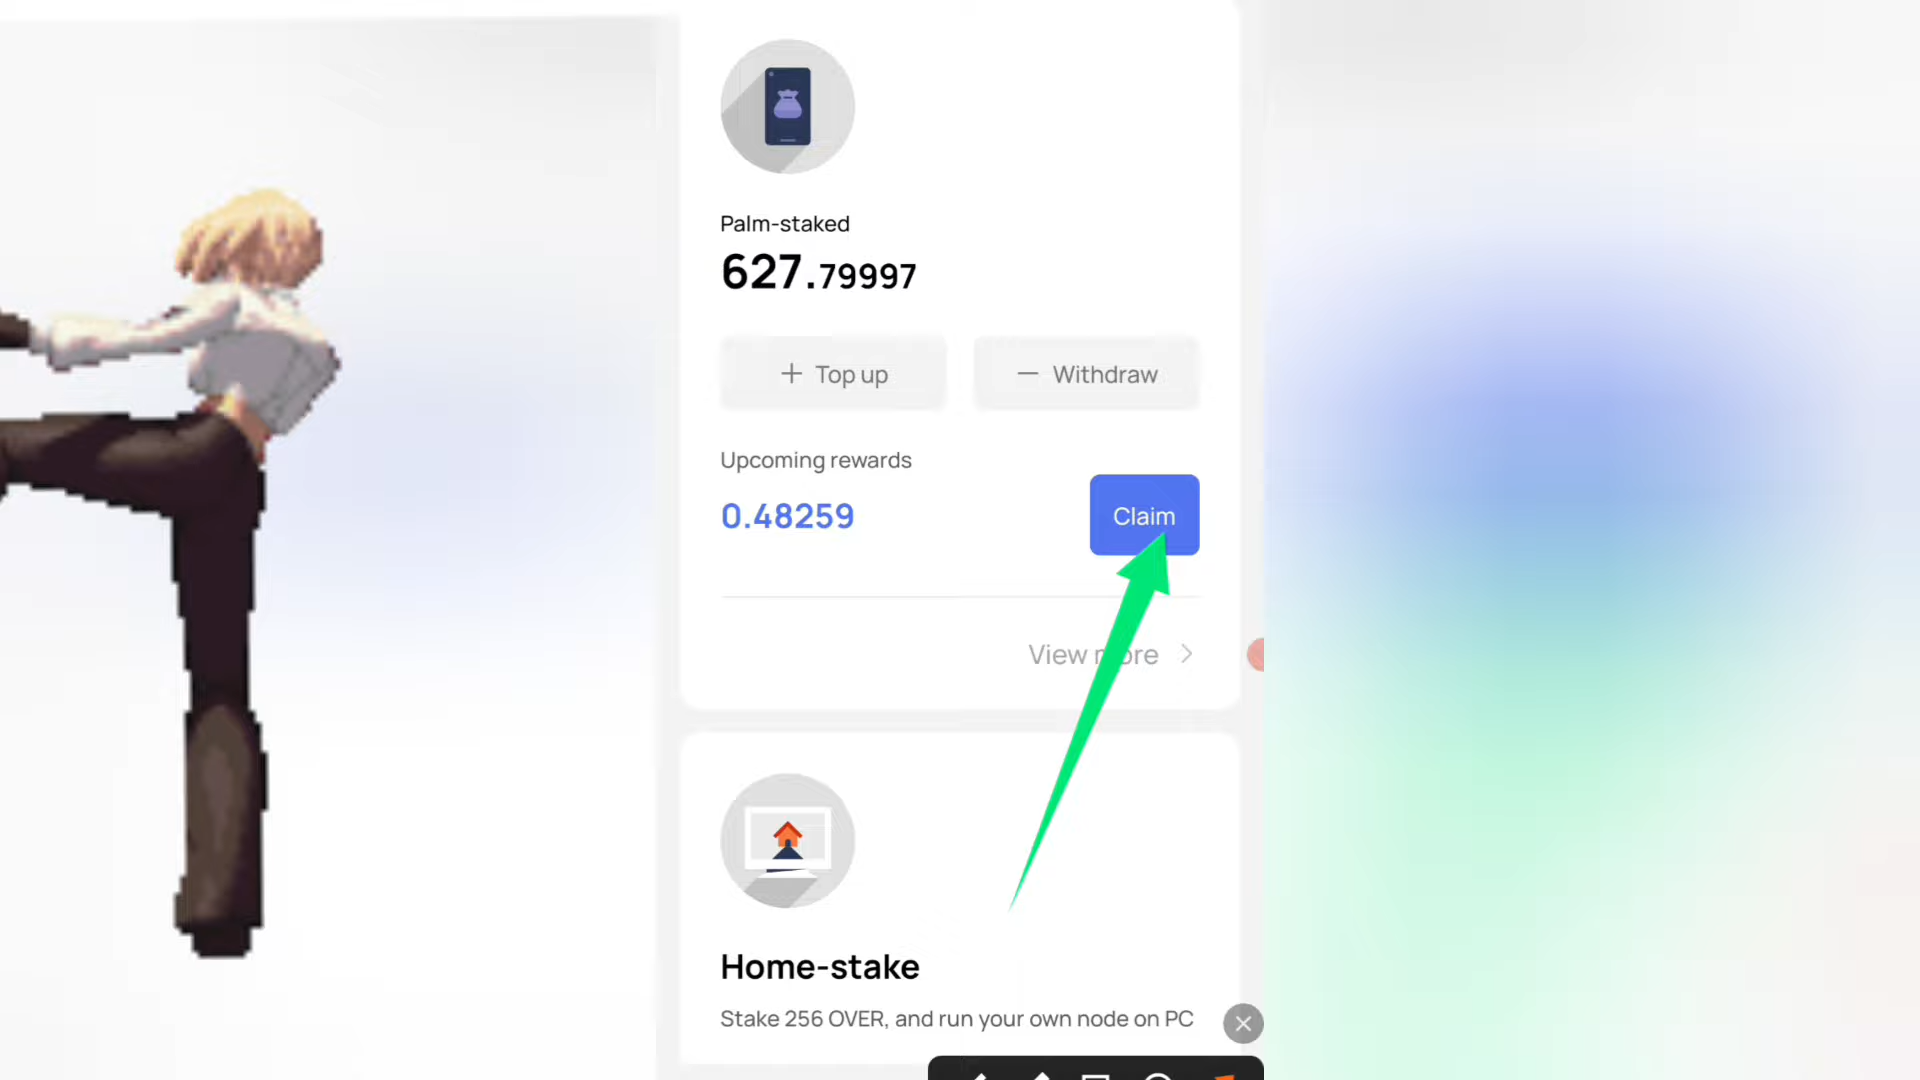 Palm-staked
627.79997
+ Top up
— Withdraw
Upcoming rewards
0.48259
Claim
View more
Home-stake
Stake 256 OVER, and run your own node on PC